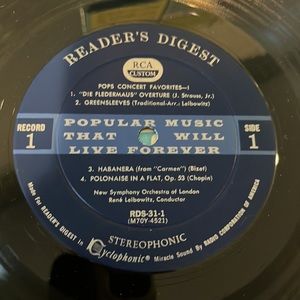 READER'S DIGEST
RCA
CUSTOM
POPS CONCERT FAVORITES—I
1. "DIE FLEDERMAUS" OVERTURE (J. Strauss, Jr.)
2. GREENSLEEVES (Traditional-Arr.- Leibowitz)
RECORD
1
POPULAR MUSIC
THAT WILL
LIVE FOREVER
SIDE
1
3. HABANERA (from "Carmen") (Bizet)
4. POLONAISE IN A FLAT, Op. 53 (Chopin)
New Symphony Orchestra of London
René Leibowitz, Conductor
RDS-31-1
(M70Y-4521)
STEREOPHONIC
Made for READER'S DIGEST in Cyclophonic® Miracle Sound By RADIO CORPORATION OF AMERICA